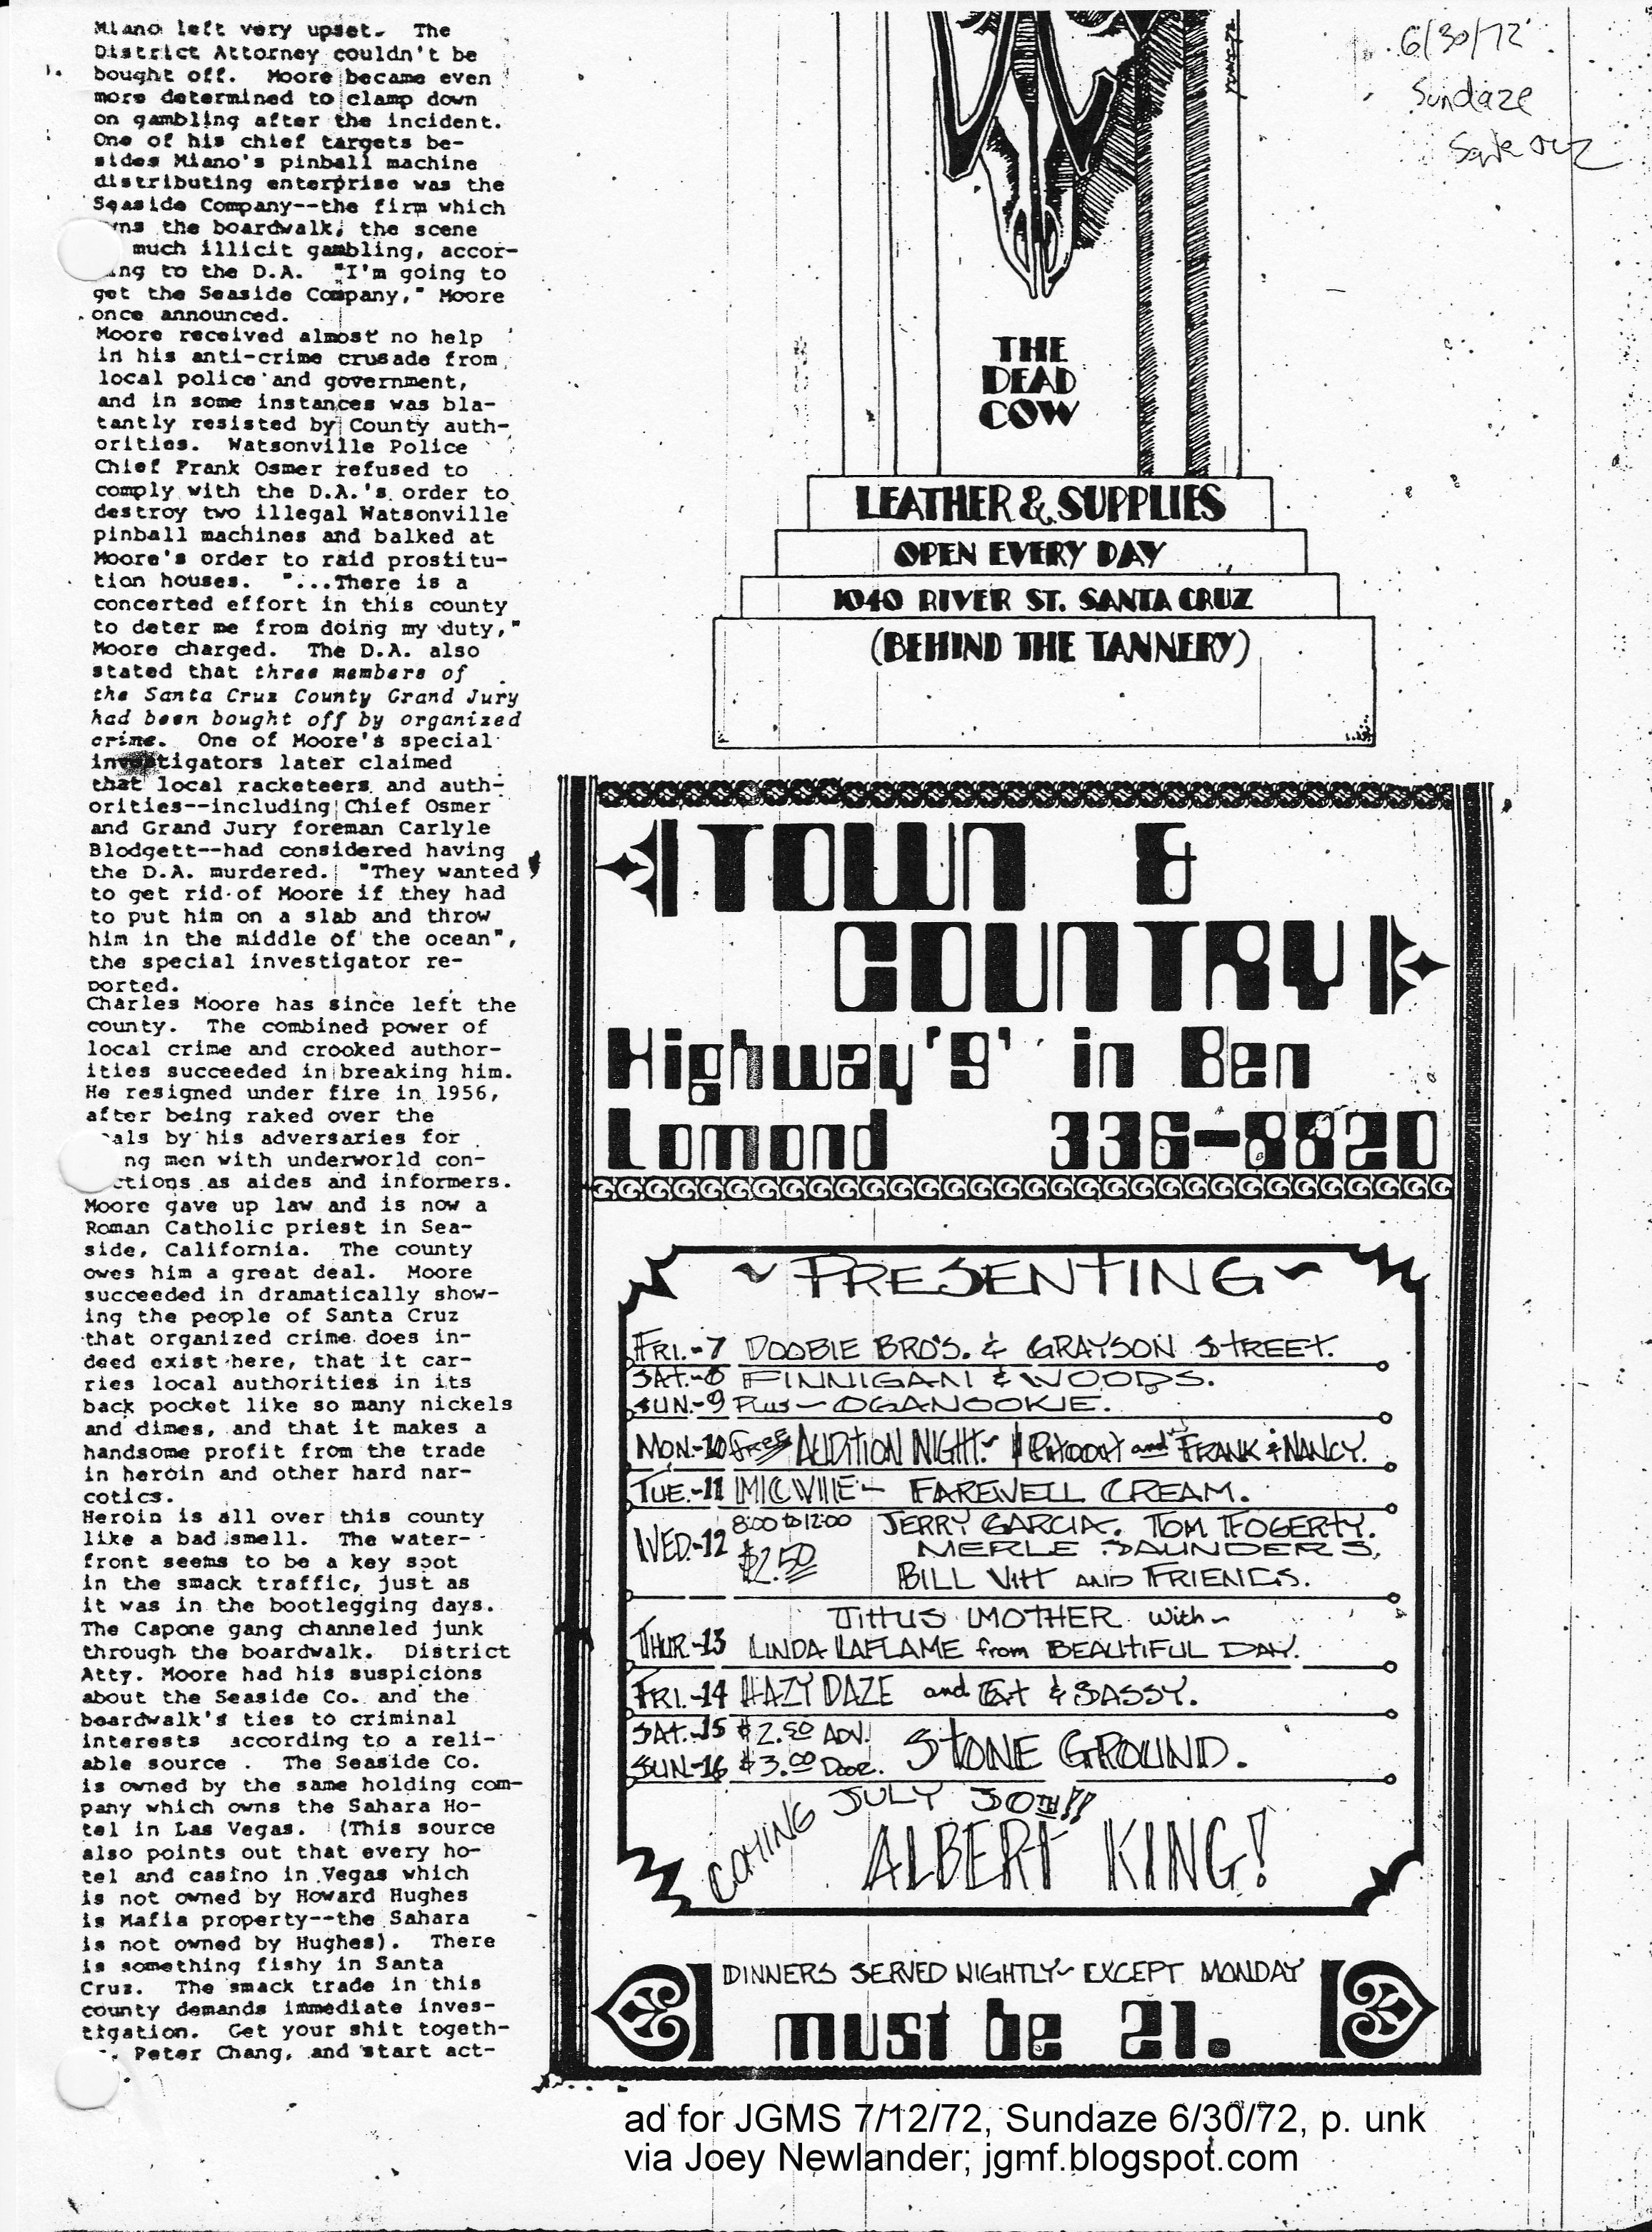 Miano left very upset. The
District Attorney couldn't be
bought off. Moore became even
more determined to clamp down
on gambling after the incident.
One of his chief targets be-
sides Miano's pinball machine
distributing enterprise was the
Seaside Company--the firm which
wns the boardwalk, the scene
much illicit gambling, accor-
ing to the D.A. "I'm going to
get the Seaside Company," Moore
once announced.
Moore received almost no help
in his anti-crime crusade from
local police and government,
and in some instances was bla-
tantly resisted by County auth-
orities. Watsonville Police
Chief Frank Osmer refused to
comply with the D.A.'s order to
destroy two illegal Watsonville
pinball machines and balked at
Moore's order to raid prostitu-
tion houses. "...There is a
concerted effort in this county
to deter me from doing my duty,"
Moore charged. The D.A. also
stated that three members of
the Santa Cruz County Grand Jury
had been bought off by organized
crime. One of Moore's special
investigators later claimed
that local racketeers and auth-
orities--including Chief Osmer
and Grand Jury foreman Carlyle
Blodgett--had considered having
the D.A. murdered. "They wanted
to get rid of Moore if they had
to put him on a slab and throw
him in the middle of the ocean",
the special investigator re-
ported.
Charles Moore has since left the
county. The combined power of
local crime and crooked author-
ities succeeded in breaking him.
He resigned under fire in 1956,
after being raked over the
als by his adversaries for
ng men with underworld con-
ctions as aides and informers.
Moore gave up law and is now a
Roman Catholic priest in Sea-
side, California. The county
owes him a great deal. Moore
succeeded in dramatically show-
ing the people of Santa Cruz
that organized crime does in-
deed exist here, that it car-
ries local authorities in its
back pocket like so many nickels
and dimes, and that it makes a
handsome profit from the trade
in heroin and other hard nar-
cotics.
Heroin is all over this county
like a bad smell. The water-
front seems to be a key spot
in the smack traffic, just as
it was in the bootlegging days.
The Capone gang channeled junk
through the boardwalk. District
Atty. Moore had his suspicions
about the Seaside Co. and the
boardwalk's ties to criminal
interests according to a reli-
able source . The Seaside Co.
is owned by the same holding com-
pany which owns the Sahara Ho-
tel in Las Vegas. (This source
also points out that every ho-
tel and casino in Vegas which
is not owned by Howard Hughes
is Mafia property--the Sahara
is not owned by Hughes). There
is something fishy in Santa
Cruz. The smack trade in this
county demands immediate inves-
tigation. Get your shit togeth-
Peter Chang, and start act-
6/30/72
Sundaze
THE
DEAD
COW
LEATHER & SUPPLIES
OPEN EVERY DAY
1040 RIVER ST. SANTA CRUZ
(BEHIND THE TANNERY)
TOWN &
COUNTRY
Highway '9' in Ben
Lomond 336-8820
~ PRESENTING ~
FRI.-7 DOOBIE BRO'S. & GRAYSON STREET.
SAT.-8 FINNIGAN & WOODS.
SUN.-9 Plus - OGANOOKIE.
MON.-10 free AUDITION NIGHT and FRANK & NANCY.
TUE.-11 FAREWELL CREAM.
WED.-12 8:00 to 12:00 $2.50 JERRY GARCIA. TOM FOGERTY.
MERLE SAUNDERS,
BILL VITT AND FRIENDS.
TITTUS MOTHER with~
THUR-13 LINDA LAFLAME from BEAUTIFUL DAY.
FRI.-14 HAZY DAZE and FAT & SASSY.
SAT.-15 $2.50 ADV.
SUN-16 $3.00 Door. STONE GROUND.
COMING JULY 30TH!!
ALBERT KING!
DINNERS SERVED NIGHTLY~ EXCEPT MONDAY
must be 21.
ad for JGMS 7/12/72, Sundaze 6/30/72, p. unk
via Joey Newlander; jgmf.blogspot.com